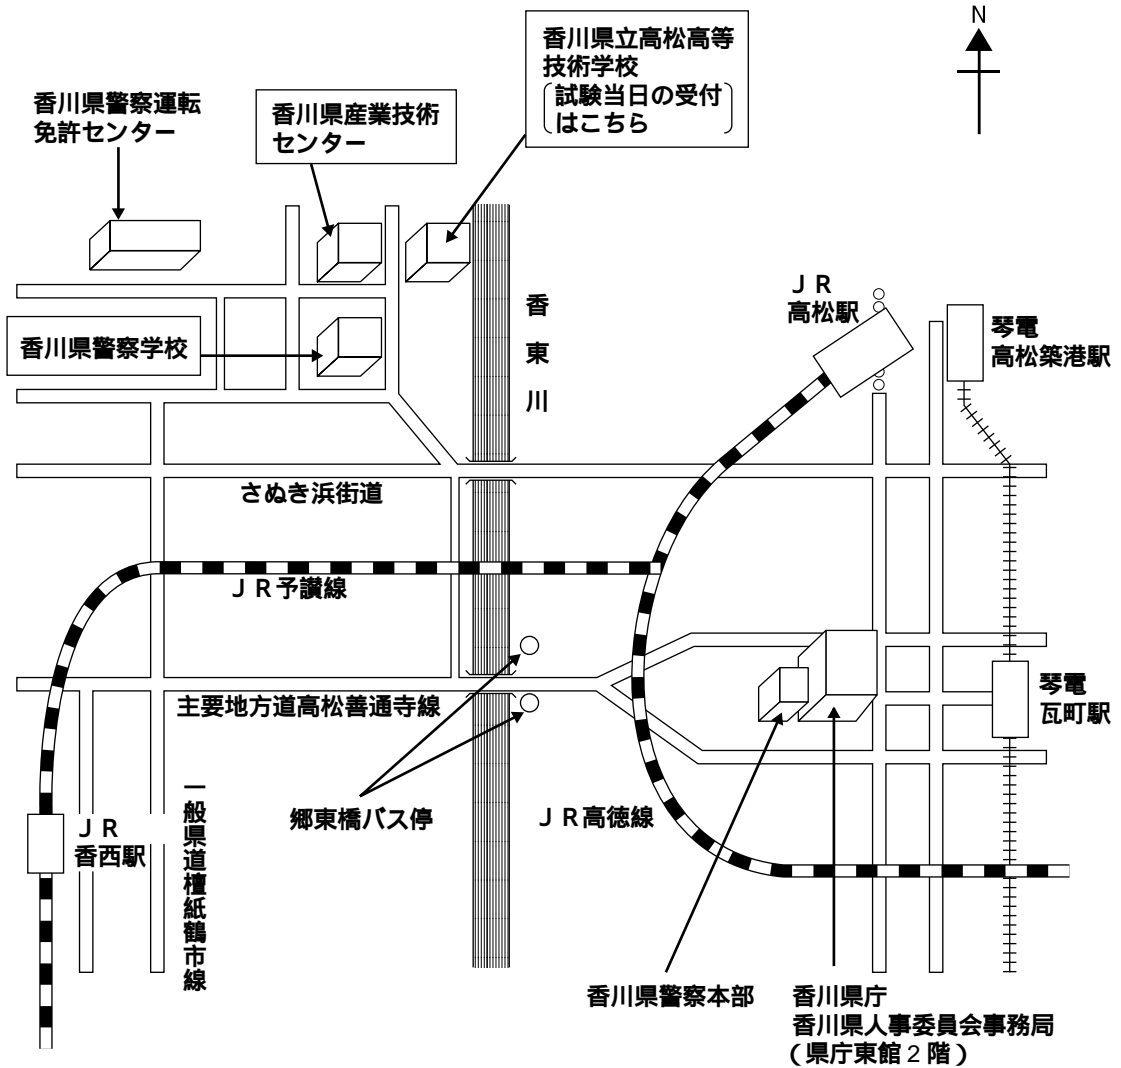 N
香川県立高松高等
技術学校
試験当日の受付
はこちら
香川県警察運転
免許センター
香川県産業技術
センター
ＪＲ
高松駅
香東川
琴電
高松築港駅
香川県警察学校
さぬき浜街道
ＪＲ予讃線
主要地方道高松善通寺線
琴電
瓦町駅
一般県道檀紙鶴市線
郷東橋バス停
ＪＲ高徳線
ＪＲ
香西駅
香川県警察本部
香川県庁
香川県人事委員会事務局
（県庁東館２階）